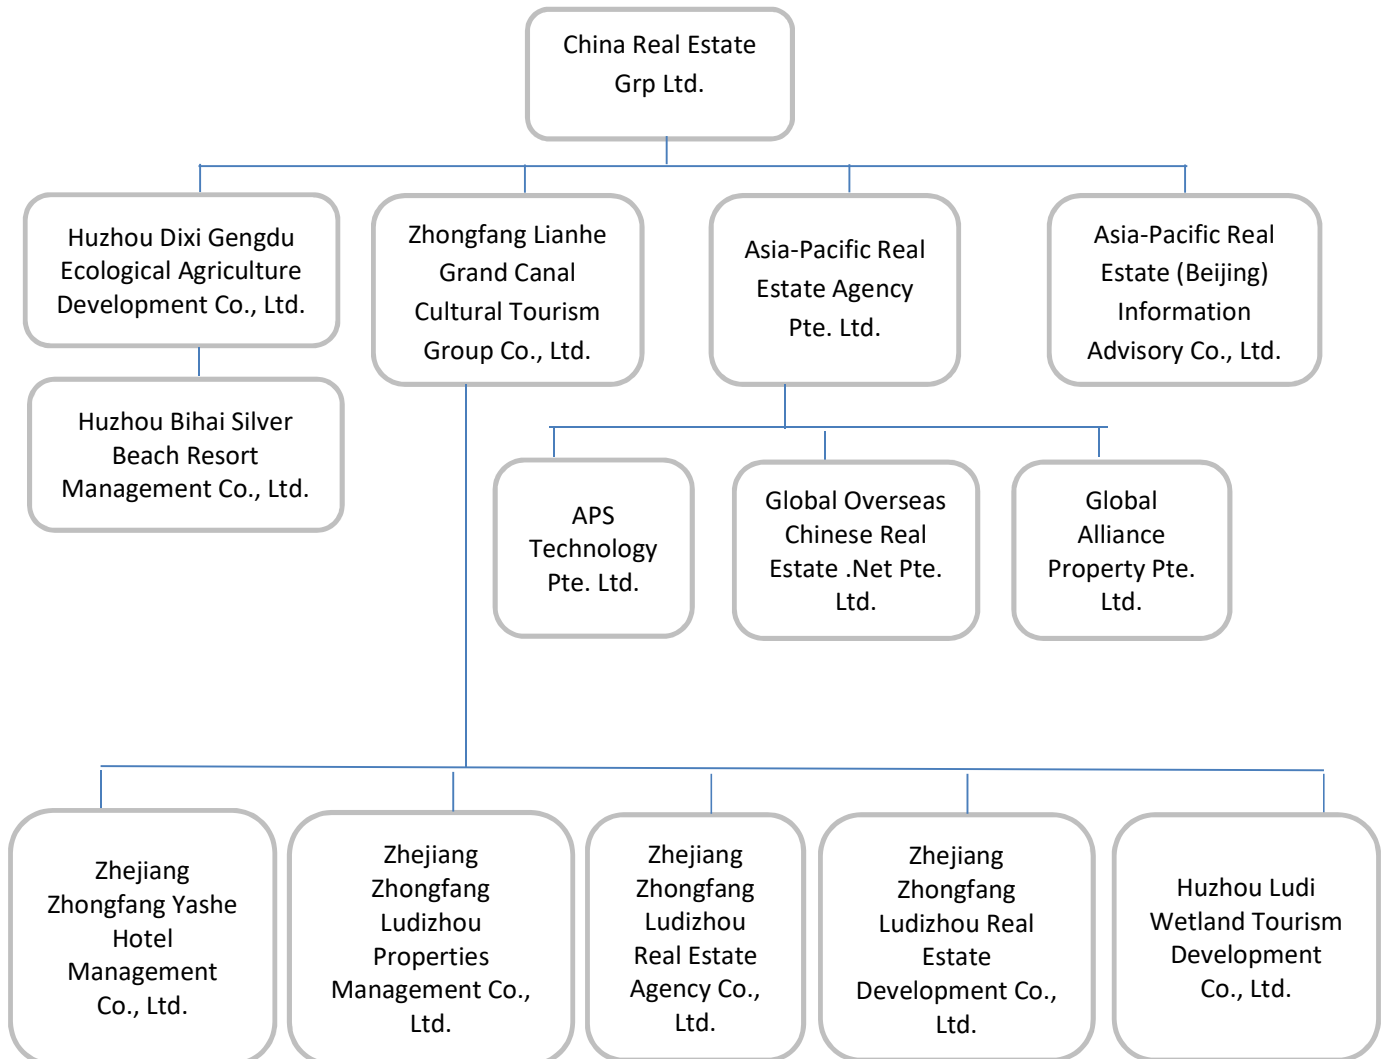 China Real Estate
Grp Ltd.
Huzhou Dixi Gengdu
Ecological Agriculture
Development Co., Ltd.
Zhongfang Lianhe
Grand Canal
Cultural Tourism
Group Co., Ltd.
Asia-Pacific Real
Estate Agency
Pte. Ltd.
Asia-Pacific Real
Estate (Beijing)
Information
Advisory Co., Ltd.
Huzhou Bihai Silver
Beach Resort
Management Co., Ltd.
APS
Technology
Pte. Ltd.
Global Overseas
Chinese Real
Estate .Net Pte.
Ltd.
Global
Alliance
Property Pte.
Ltd.
Zhejiang
Zhongfang Yashe
Hotel
Management
Co., Ltd.
Zhejiang
Zhongfang
Ludizhou
Properties
Management Co.,
Ltd.
Zhejiang
Zhongfang
Ludizhou
Real Estate
Agency Co.,
Ltd.
Zhejiang
Zhongfang
Ludizhou Real
Estate
Development Co.,
Ltd.
Huzhou Ludi
Wetland Tourism
Development
Co., Ltd.